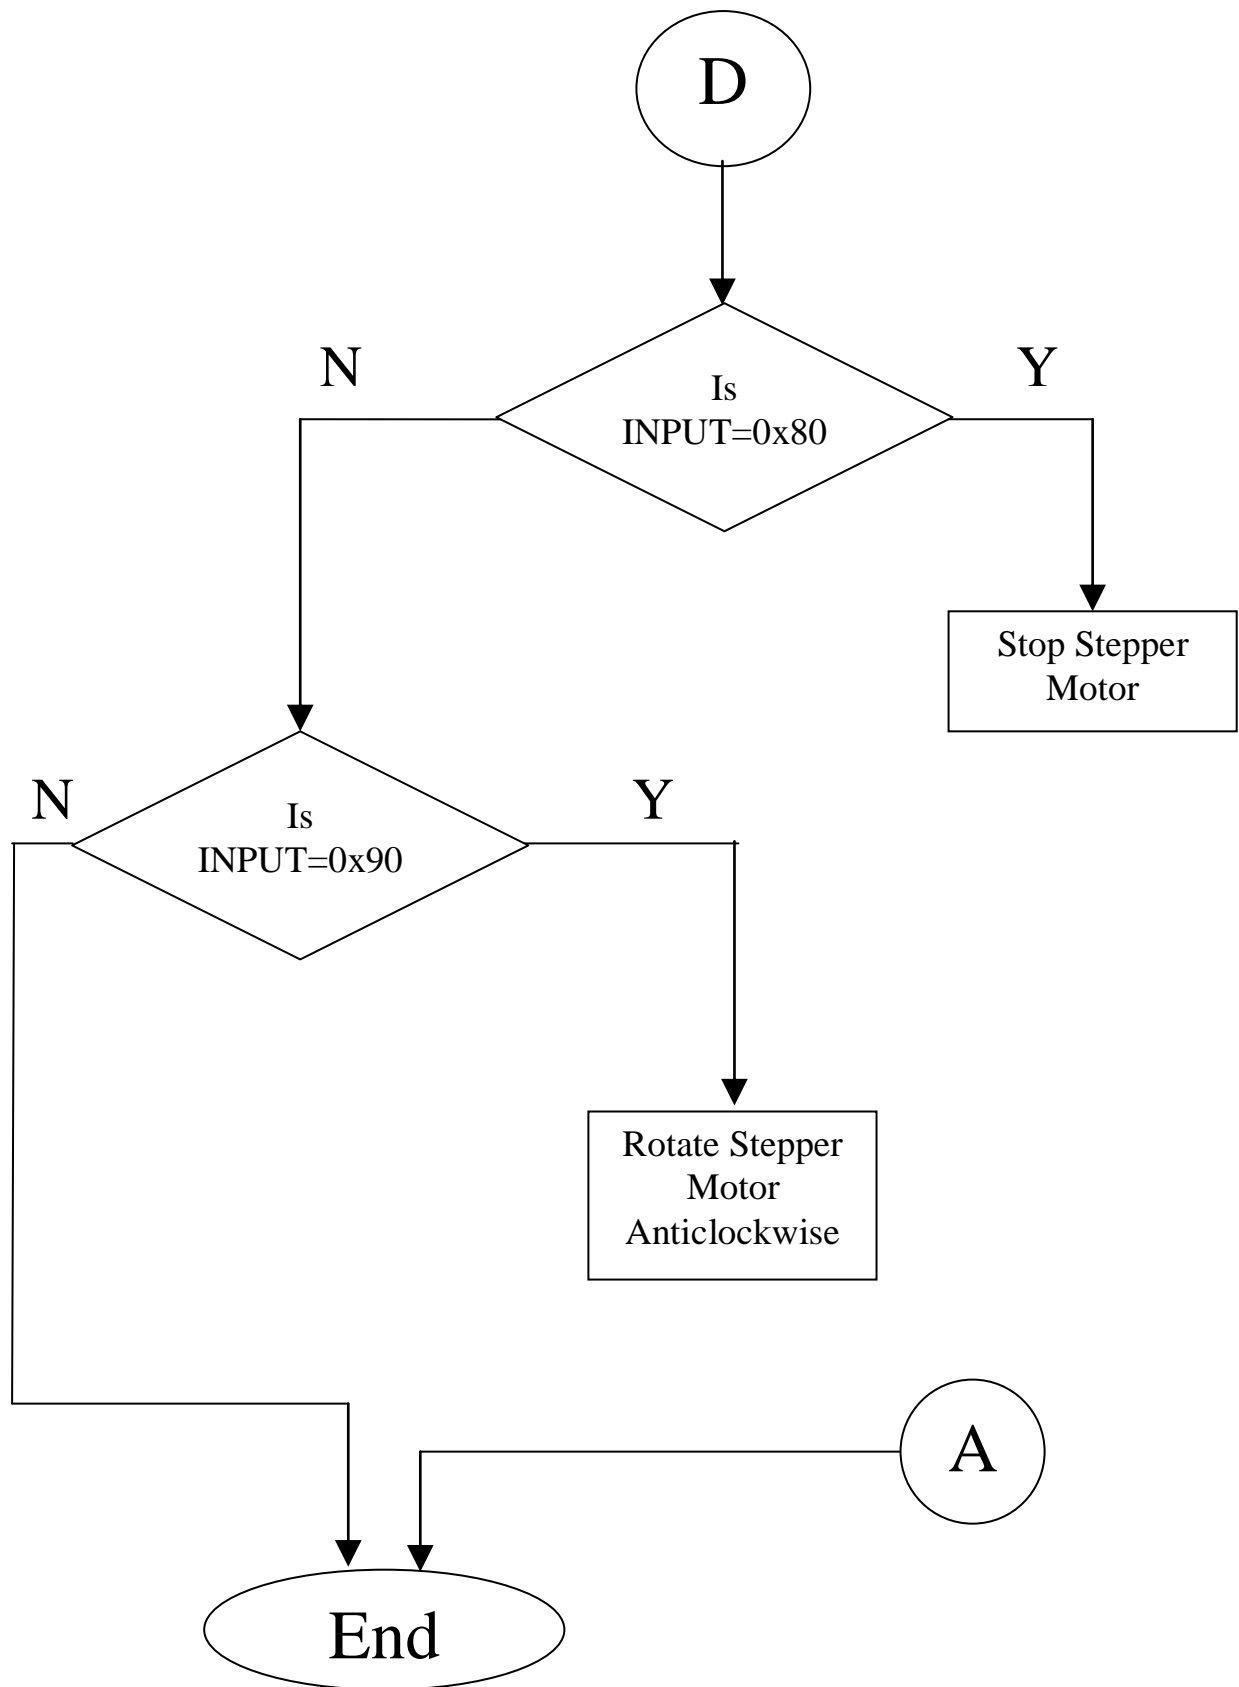 D
N
Y
Is
INPUT=0x80
Stop Stepper
Motor
N
Y
Is
INPUT=0x90
Rotate Stepper
Motor
Anticlockwise
A
End